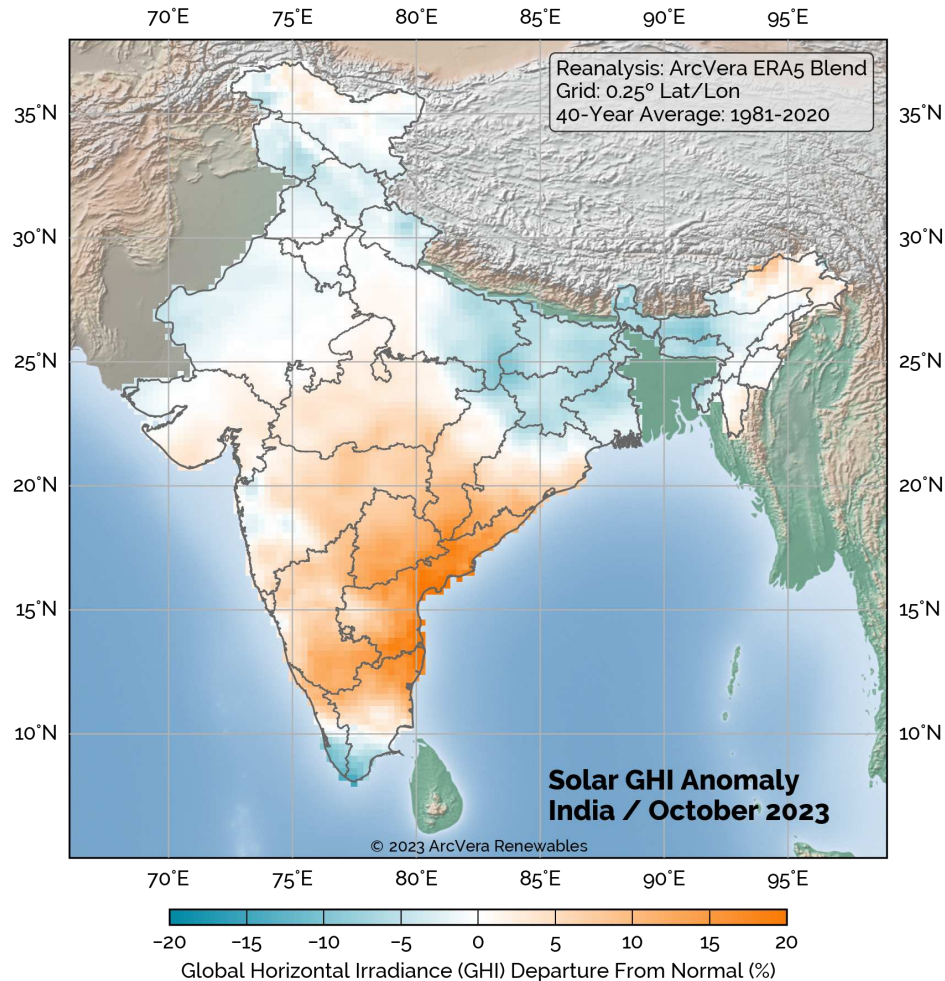 70°E 75°E 80°E 85°E 90°E 95°E
Reanalysis: ArcVera ERA5 Blend
Grid: 0.25º Lat/Lon
40-Year Average: 1981-2020
35°N 35°N
30°N 30°N
25°N 25°N
20°N 20°N
15°N 15°N
10°N 10°N
Solar GHI Anomaly
India / October 2023
© 2023 ArcVera Renewables
70°E 75°E 80°E 85°E 90°E 95°E
−20 −15 −10 −5 0 5 10 15 20
Global Horizontal Irradiance (GHI) Departure From Normal (%)